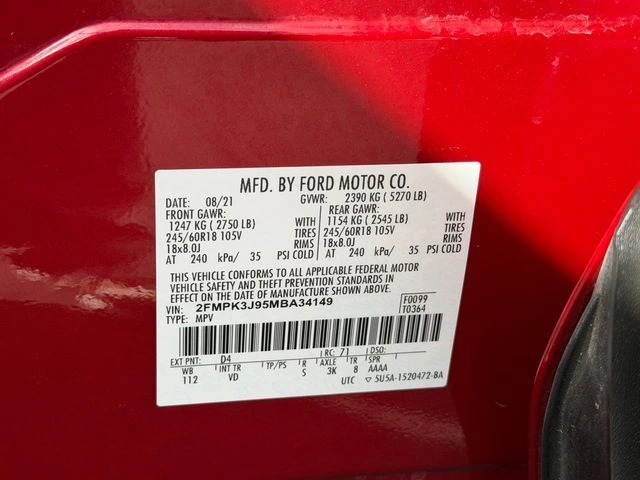 MFD. BY FORD MOTOR CO.
DATE: 08/21 GVWR: 2390 KG ( 5270 LB)
FRONT GAWR: REAR GAWR:
1247 KG ( 2750 LB) WITH 1154 KG ( 2545 LB) WITH
245/60R18 105V TIRES 245/60R18 105V TIRES
18x8.0J RIMS 18x8.0J RIMS
AT 240 kPa/ 35 PSI COLD AT 240 kPa/ 35 PSI COLD
THIS VEHICLE CONFORMS TO ALL APPLICABLE FEDERAL MOTOR
VEHICLE SAFETY AND THEFT PREVENTION STANDARDS IN
EFFECT ON THE DATE OF MANUFACTURE SHOWN ABOVE.
VIN: 2FMPK3J95MBA34149 F0099
TYPE: MPV T0364
EXT PNT: D4 RC: 71 DSO:
WB INT TR TP/PS R AXLE TR SPR
112 VD S 3K 8 AAAA
UTC ▽ 5U5A-1520472-BA